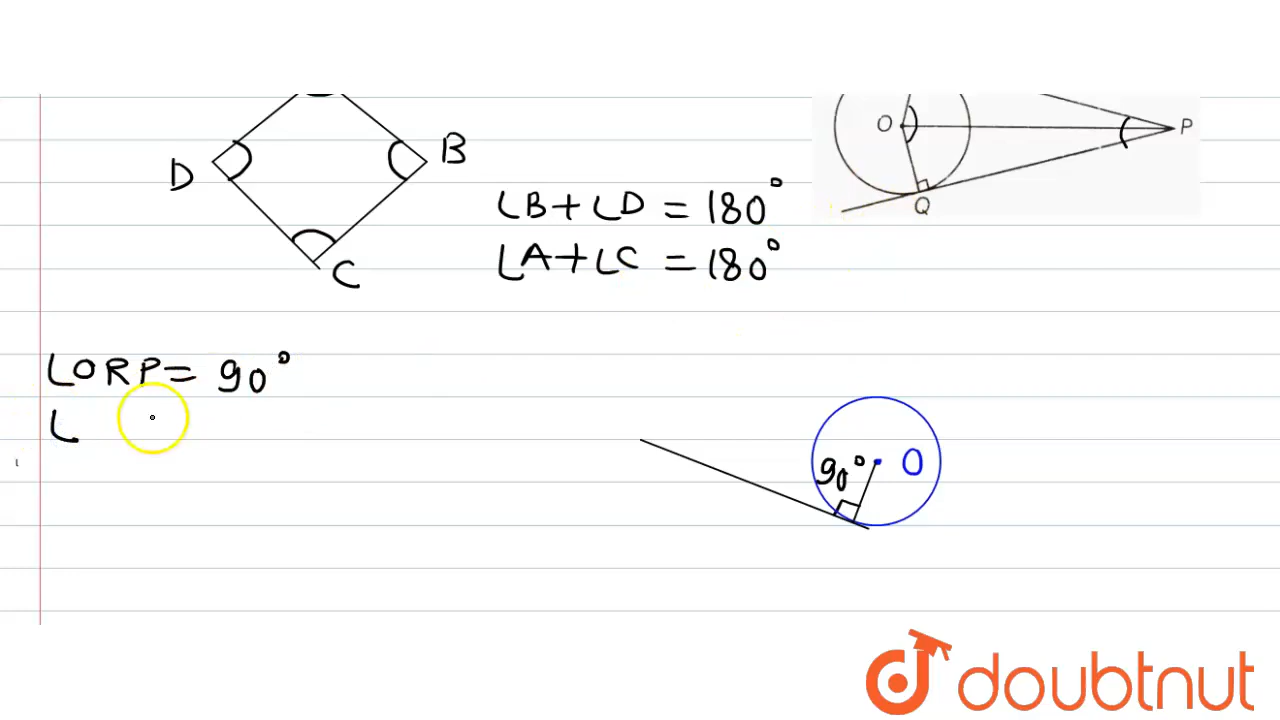 D
B
C
∠B+∠D = 180°
∠A+∠C = 180°
O
P
Q
∠ORP = 90°
∠
90°
O
doubtnut